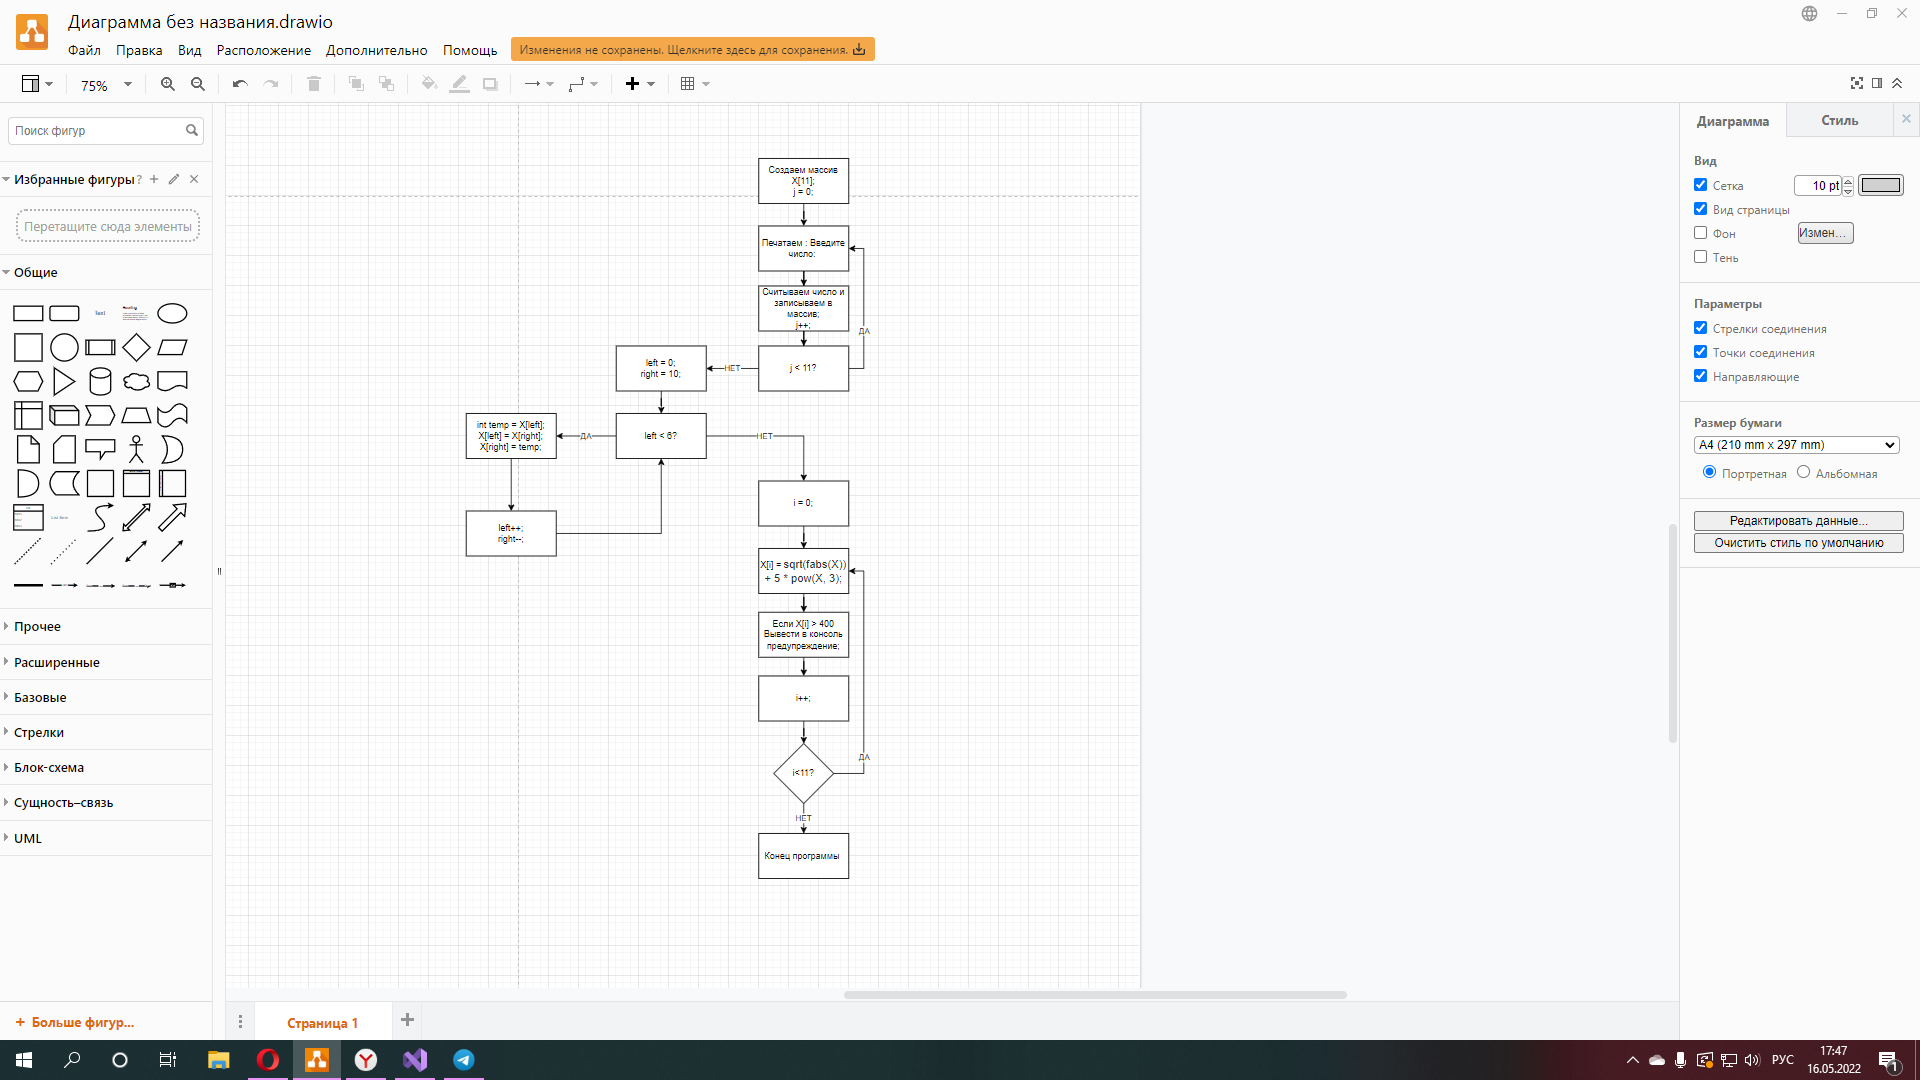 Диаграмма без названия.drawio
Файл Правка Вид Расположение Дополнительно Помощь
Изменения не сохранены. Щелкните здесь для сохранения.
75%
Поиск фигур
Избранные фигуры ?
Перетащите сюда элементы
Общие
Text
Прочее
Расширенные
Базовые
Стрелки
Блок-схема
Сущность–связь
UML
+ Больше фигур...
Создаем массив
X[11];
j = 0;
Печатаем : Введите
число:
Считываем число и
записываем в
массив;
j++;
ДА
j < 11?
НЕТ
left = 0;
right = 10;
left < 6?
ДА
НЕТ
int temp = X[left];
X[left] = X[right];
X[right] = temp;
left++;
right--;
i = 0;
X[i] = sqrt(fabs(X))
+ 5 * pow(X, 3);
Если X[i] > 400
Вывести в консоль
предупреждение;
i++;
i<11?
ДА
НЕТ
Конец программы
Страница 1
Диаграмма
Стиль
Вид
Сетка
10 pt
Вид страницы
Фон
Измен...
Тень
Параметры
Стрелки соединения
Точки соединения
Направляющие
Размер бумаги
A4 (210 mm x 297 mm)
Портретная
Альбомная
Редактировать данные...
Очистить стиль по умолчанию
РУС
17:47
16.05.2022
1